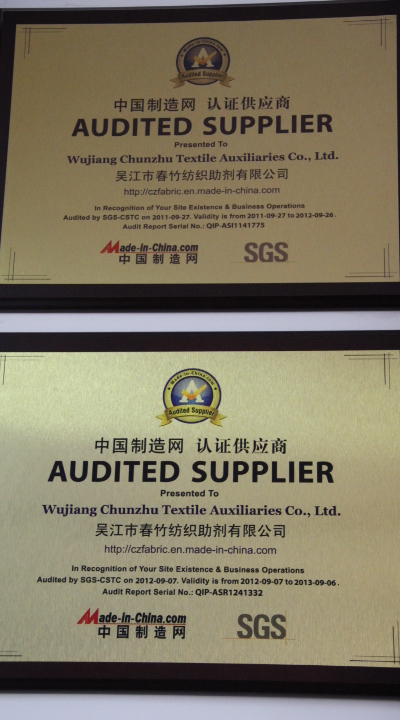 Made-in-China.com
Audited Supplier
中国制造网 认证供应商
AUDITED SUPPLIER
Presented To
Wujiang Chunzhu Textile Auxiliaries Co., Ltd.
吴江市春竹纺织助剂有限公司
http://czfabric.en.made-in-china.com/
In Recognition of Your Site Existence & Business Operations
Audited by SGS-CSTC on 2011-09-27. Validity is from 2011-09-27 to 2012-09-26.
Audit Report Serial No.: QIP-ASI1141775
Made-in-China.com
中国制造网
SGS
Made-in-China.com
Audited Supplier
中国制造网 认证供应商
AUDITED SUPPLIER
Presented To
Wujiang Chunzhu Textile Auxiliaries Co., Ltd.
吴江市春竹纺织助剂有限公司
http://czfabric.en.made-in-china.com/
In Recognition of Your Site Existence & Business Operations
Audited by SGS-CSTC on 2012-09-07. Validity is from 2012-09-07 to 2013-09-06.
Audit Report Serial No.: QIP-ASR1241332
Made-in-China.com
中国制造网
SGS